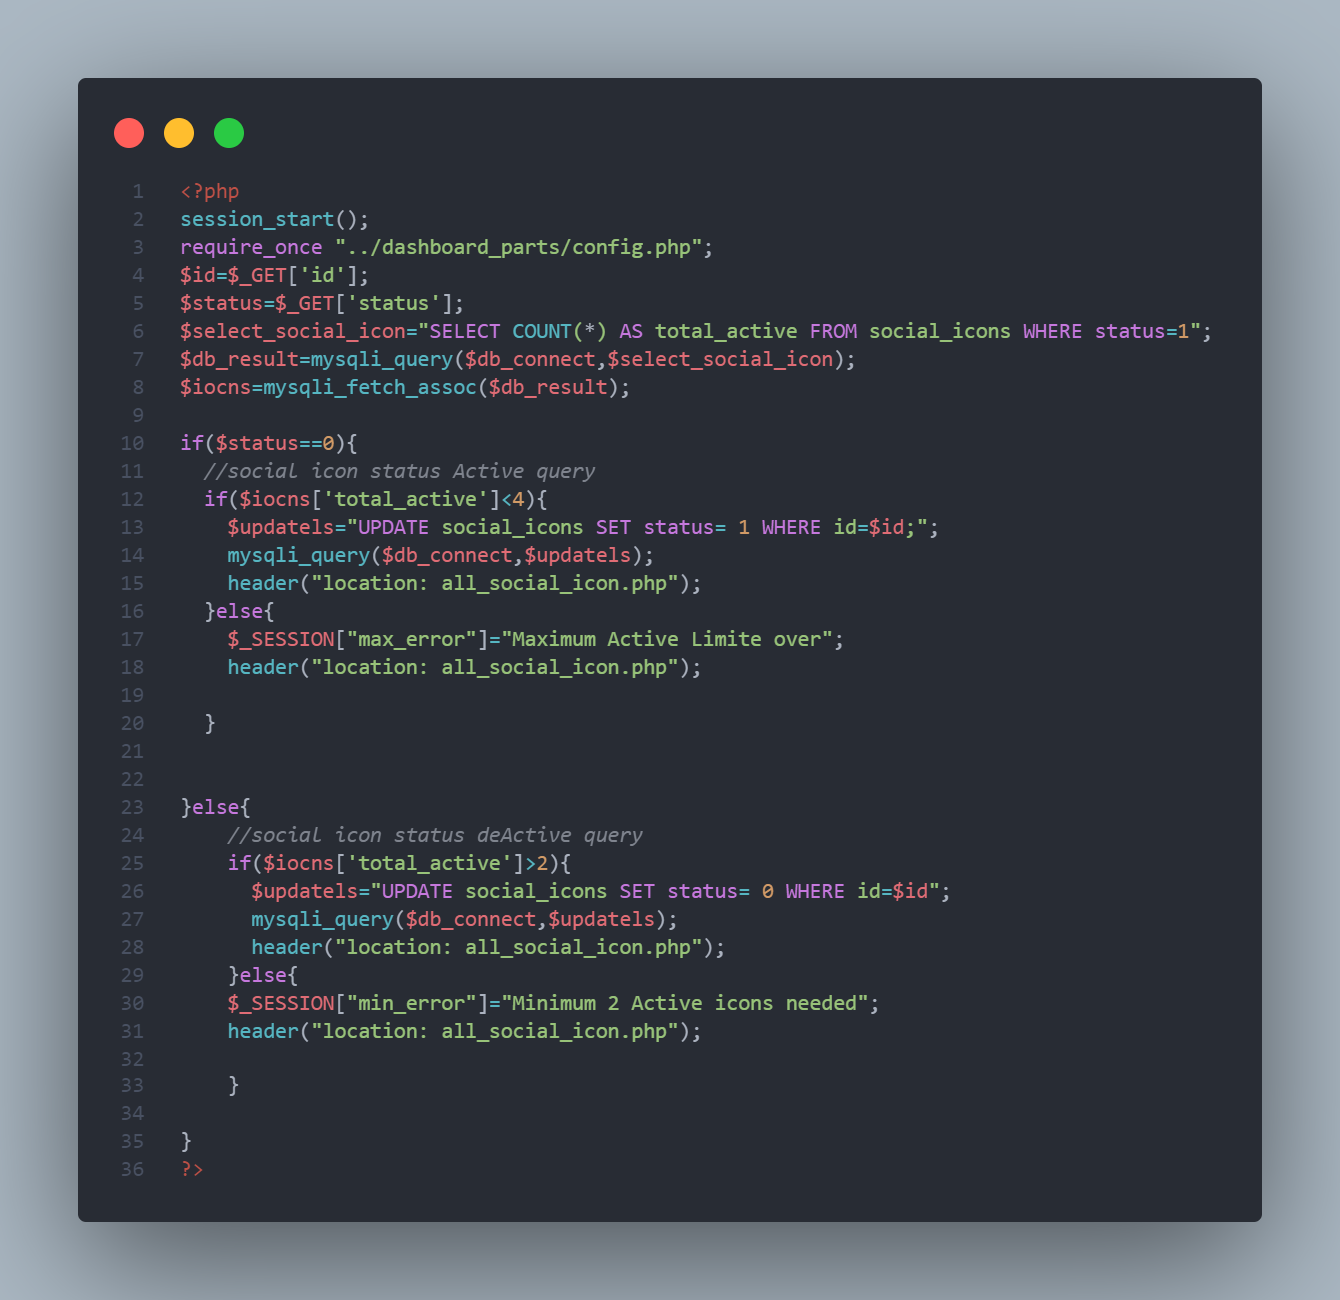 1 <?php
2 session_start();
3 require_once "../dashboard_parts/config.php";
4 $id=$_GET['id'];
5 $status=$_GET['status'];
6 $select_social_icon="SELECT COUNT(*) AS total_active FROM social_icons WHERE status=1";
7 $db_result=mysqli_query($db_connect,$select_social_icon);
8 $iocns=mysqli_fetch_assoc($db_result);
9
10 if($status==0){
11   //social icon status Active query
12   if($iocns['total_active']<4){
13     $updatels="UPDATE social_icons SET status= 1 WHERE id=$id;";
14     mysqli_query($db_connect,$updatels);
15     header("location: all_social_icon.php");
16   }else{
17     $_SESSION["max_error"]="Maximum Active Limite over";
18     header("location: all_social_icon.php");
19
20   }
21
22
23 }else{
24     //social icon status deActive query
25     if($iocns['total_active']>2){
26       $updatels="UPDATE social_icons SET status= 0 WHERE id=$id";
27       mysqli_query($db_connect,$updatels);
28       header("location: all_social_icon.php");
29     }else{
30     $_SESSION["min_error"]="Minimum 2 Active icons needed";
31     header("location: all_social_icon.php");
32
33     }
34
35 }
36 ?>